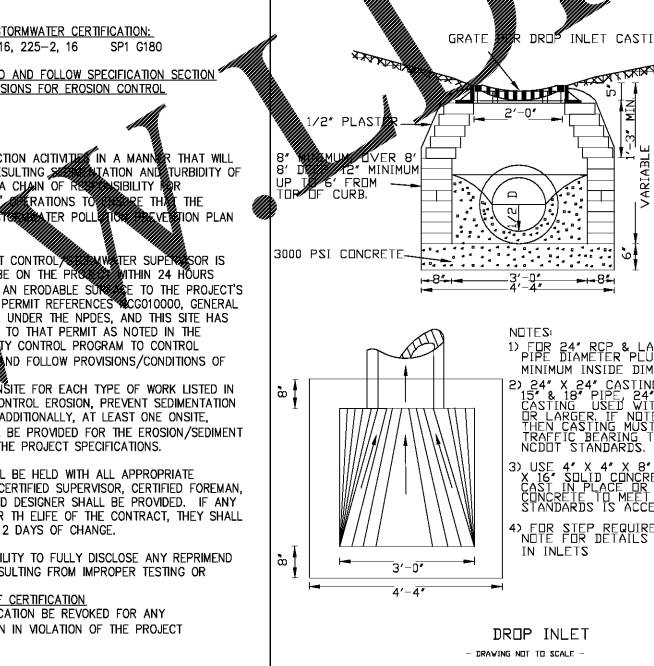 STORMWATER CERTIFICATION:
16, 225-2, 16 SP1 G180
D AND FOLLOW SPECIFICATION SECTION
ISIONS FOR EROSION CONTROL
CTION ACITIVITIES IN A MANNER THAT WILL
ESULTING SEDIMENTATION AND TURBIDITY OF
A CHAIN OF RESPONSIBILITY FOR
OPERATIONS TO ENSURE THAT THE
STORMWATER POLLUTION PREVENTION PLAN
T CONTROL/STORMWATER SUPERVISOR IS
BE ON THE PROJECT WITHIN 24 HOURS
AN ERODABLE SURFACE TO THE PROJECT'S
PERMIT REFERENCES NCG010000, GENERAL
UNDER THE NPDES, AND THIS SITE HAS
TO THAT PERMIT AS NOTED IN THE
TY CONTROL PROGRAM TO CONTROL
AND FOLLOW PROVISIONS/CONDITIONS OF
NSITE FOR EACH TYPE OF WORK LISTED IN
ONTROL EROSION, PREVENT SEDIMENTATION
ADDITIONALLY, AT LEAST ONE ONSITE,
L BE PROVIDED FOR THE EROSION/SEDIMENT
THE PROJECT SPECIFICATIONS.
LL BE HELD WITH ALL APPROPRIATE
CERTIFIED SUPERVISOR, CERTIFIED FOREMAN,
D DESIGNER SHALL BE PROVIDED. IF ANY
R TH ELIFE OF THE CONTRACT, THEY SHALL
2 DAYS OF CHANGE.
BILITY TO FULLY DISCLOSE ANY REPRIMEND
SULTING FROM IMPROPER TESTING OR
F CERTIFICATION
CATION BE REVOKED FOR ANY
N IN VIOLATION OF THE PROJECT
WWW.LDP
GRATE PER DROP INLET CASTI
1/2" PLASTER
2'-0"
5"
1'-3" MIN.
VARIABLE
8" MINIMUM OVER 8'
8' DEEP 12" MINIMUM
UP TO 6' FROM
TOP OF CURB.
1/2 D
3000 PSI CONCRETE
6"
8" 3'-0" 8"
4'-4"
8"
8"
3'-0"
4'-4"
NOTES:
1) FOR 24" RCP & LA
PIPE DIAMETER PLU
MINIMUM INSIDE DIM
2) 24" X 24" CASTING
15" & 18" PIPE, 24"
CASTING USED WIT
OR LARGER. IF NOTE
THEN CASTING MUST
TRAFFIC BEARING T
NCDOT STANDARDS.
3) USE 4" X 4" X 8"
X 16" SOLID CONCRE
CAST IN PLACE OR
CONCRETE TO MEET
STANDARDS IS ACCE
4) FOR STEP REQUIRE
NOTE FOR DETAILS
IN INLETS
DROP INLET
- DRAWING NOT TO SCALE -